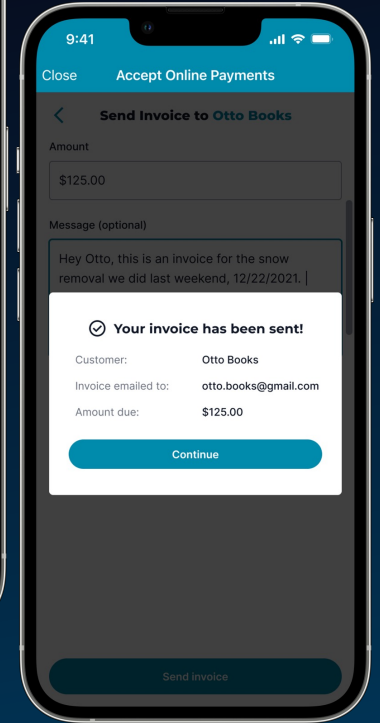 9:41
Close Accept Online Payments
Send Invoice to Otto Books
Amount
$125.00
Message (optional)
Hey Otto, this is an invoice for the snow
removal we did last weekend, 12/22/2021.
Your invoice has been sent!
Customer: Otto Books
Invoice emailed to: otto.books@gmail.com
Amount due: $125.00
Continue
Send invoice